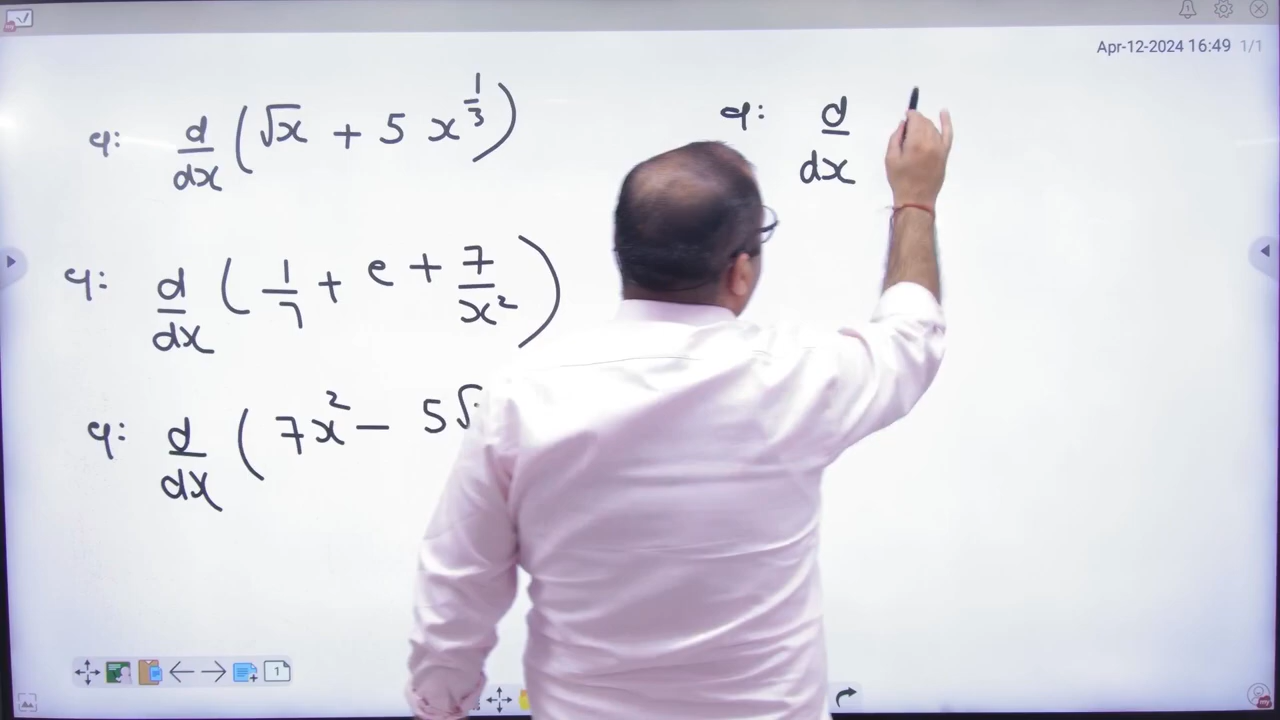 Apr-12-2024 16:49 1/1
q: d/dx (√x + 5 x^(1/3))
q: d/dx (1/7 + e + 7/x²)
q: d/dx (7x² - 5√
q: d/dx
1